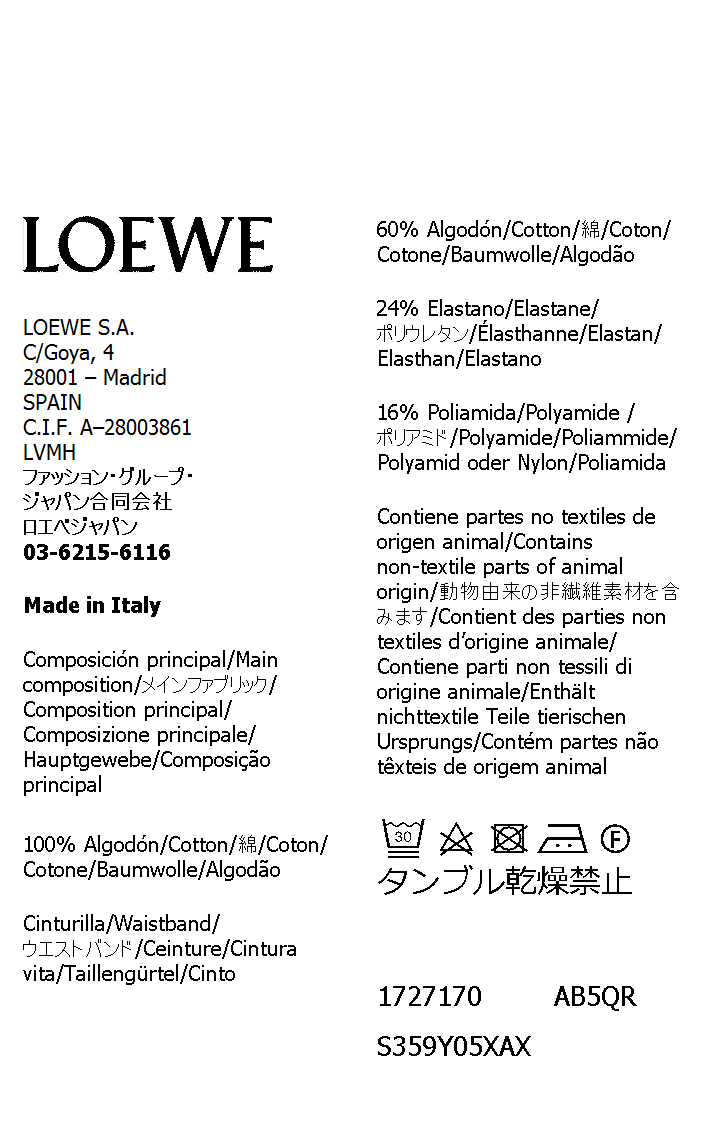 LOEWE
LOEWE S.A.
C/Goya, 4
28001 – Madrid
SPAIN
C.I.F. A–28003861
LVMH
ファッション・グループ・
ジャパン合同会社
ロエベジャパン
03-6215-6116
Made in Italy
Composición principal/Main
composition/メインファブリック/
Composition principal/
Composizione principale/
Hauptgewebe/Composição
principal
100% Algodón/Cotton/綿/Coton/
Cotone/Baumwolle/Algodão
Cinturilla/Waistband/
ウエストバンド/Ceinture/Cintura
vita/Taillengürtel/Cinto
60% Algodón/Cotton/綿/Coton/
Cotone/Baumwolle/Algodão
24% Elastano/Elastane/
ポリウレタン/Élasthanne/Elastan/
Elasthan/Elastano
16% Poliamida/Polyamide /
ポリアミド/Polyamide/Poliammide/
Polyamid oder Nylon/Poliamida
Contiene partes no textiles de
origen animal/Contains
non-textile parts of animal
origin/動物由来の非繊維素材を含
みます/Contient des parties non
textiles d’origine animale/
Contiene parti non tessili di
origine animale/Enthält
nichttextile Teile tierischen
Ursprungs/Contém partes não
têxteis de origem animal
30 F
タンブル乾燥禁止
1727170 AB5QR
S359Y05XAX